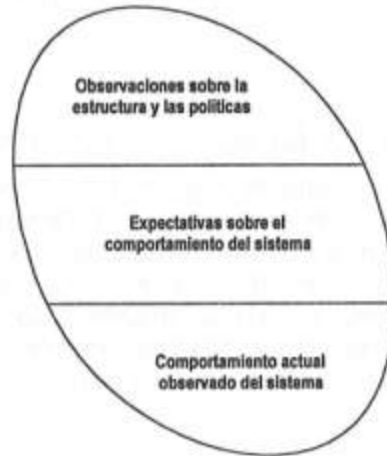 Observaciones sobre la
estructura y las políticas
Expectativas sobre el
comportamiento del sistema
Comportamiento actual
observado del sistema